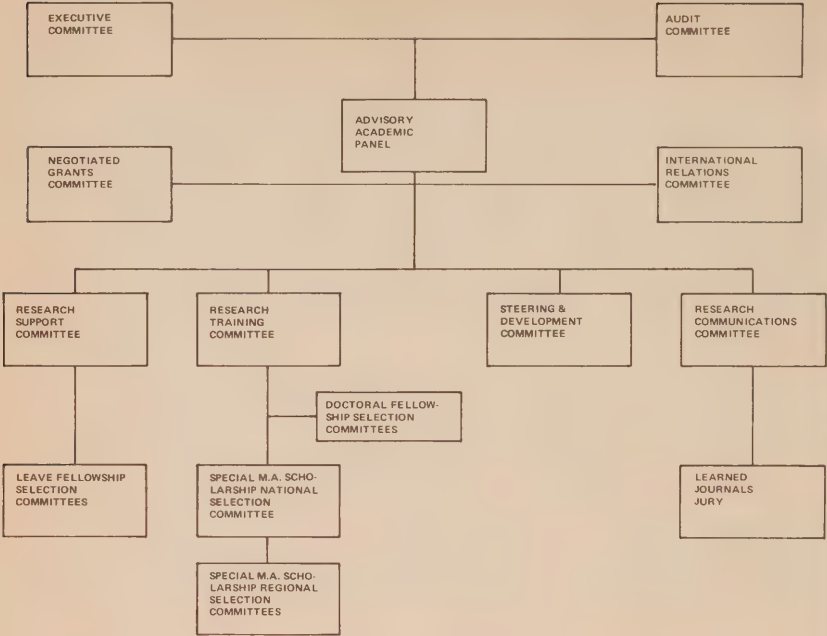 EXECUTIVE
COMMITTEE
AUDIT
COMMITTEE
ADVISORY
ACADEMIC
PANEL
NEGOTIATED
GRANTS
COMMITTEE
INTERNATIONAL
RELATIONS
COMMITTEE
RESEARCH
SUPPORT
COMMITTEE
RESEARCH
TRAINING
COMMITTEE
STEERING &
DEVELOPMENT
COMMITTEE
RESEARCH
COMMUNICATIONS
COMMITTEE
DOCTORAL FELLOW-
SHIP SELECTION
COMMITTEES
LEAVE FELLOWSHIP
SELECTION
COMMITTEES
SPECIAL M.A. SCHO-
LARSHIP NATIONAL
SELECTION
COMMITTEE
LEARNED
JOURNALS
JURY
SPECIAL M.A. SCHO-
LARSHIP REGIONAL
SELECTION
COMMITTEES